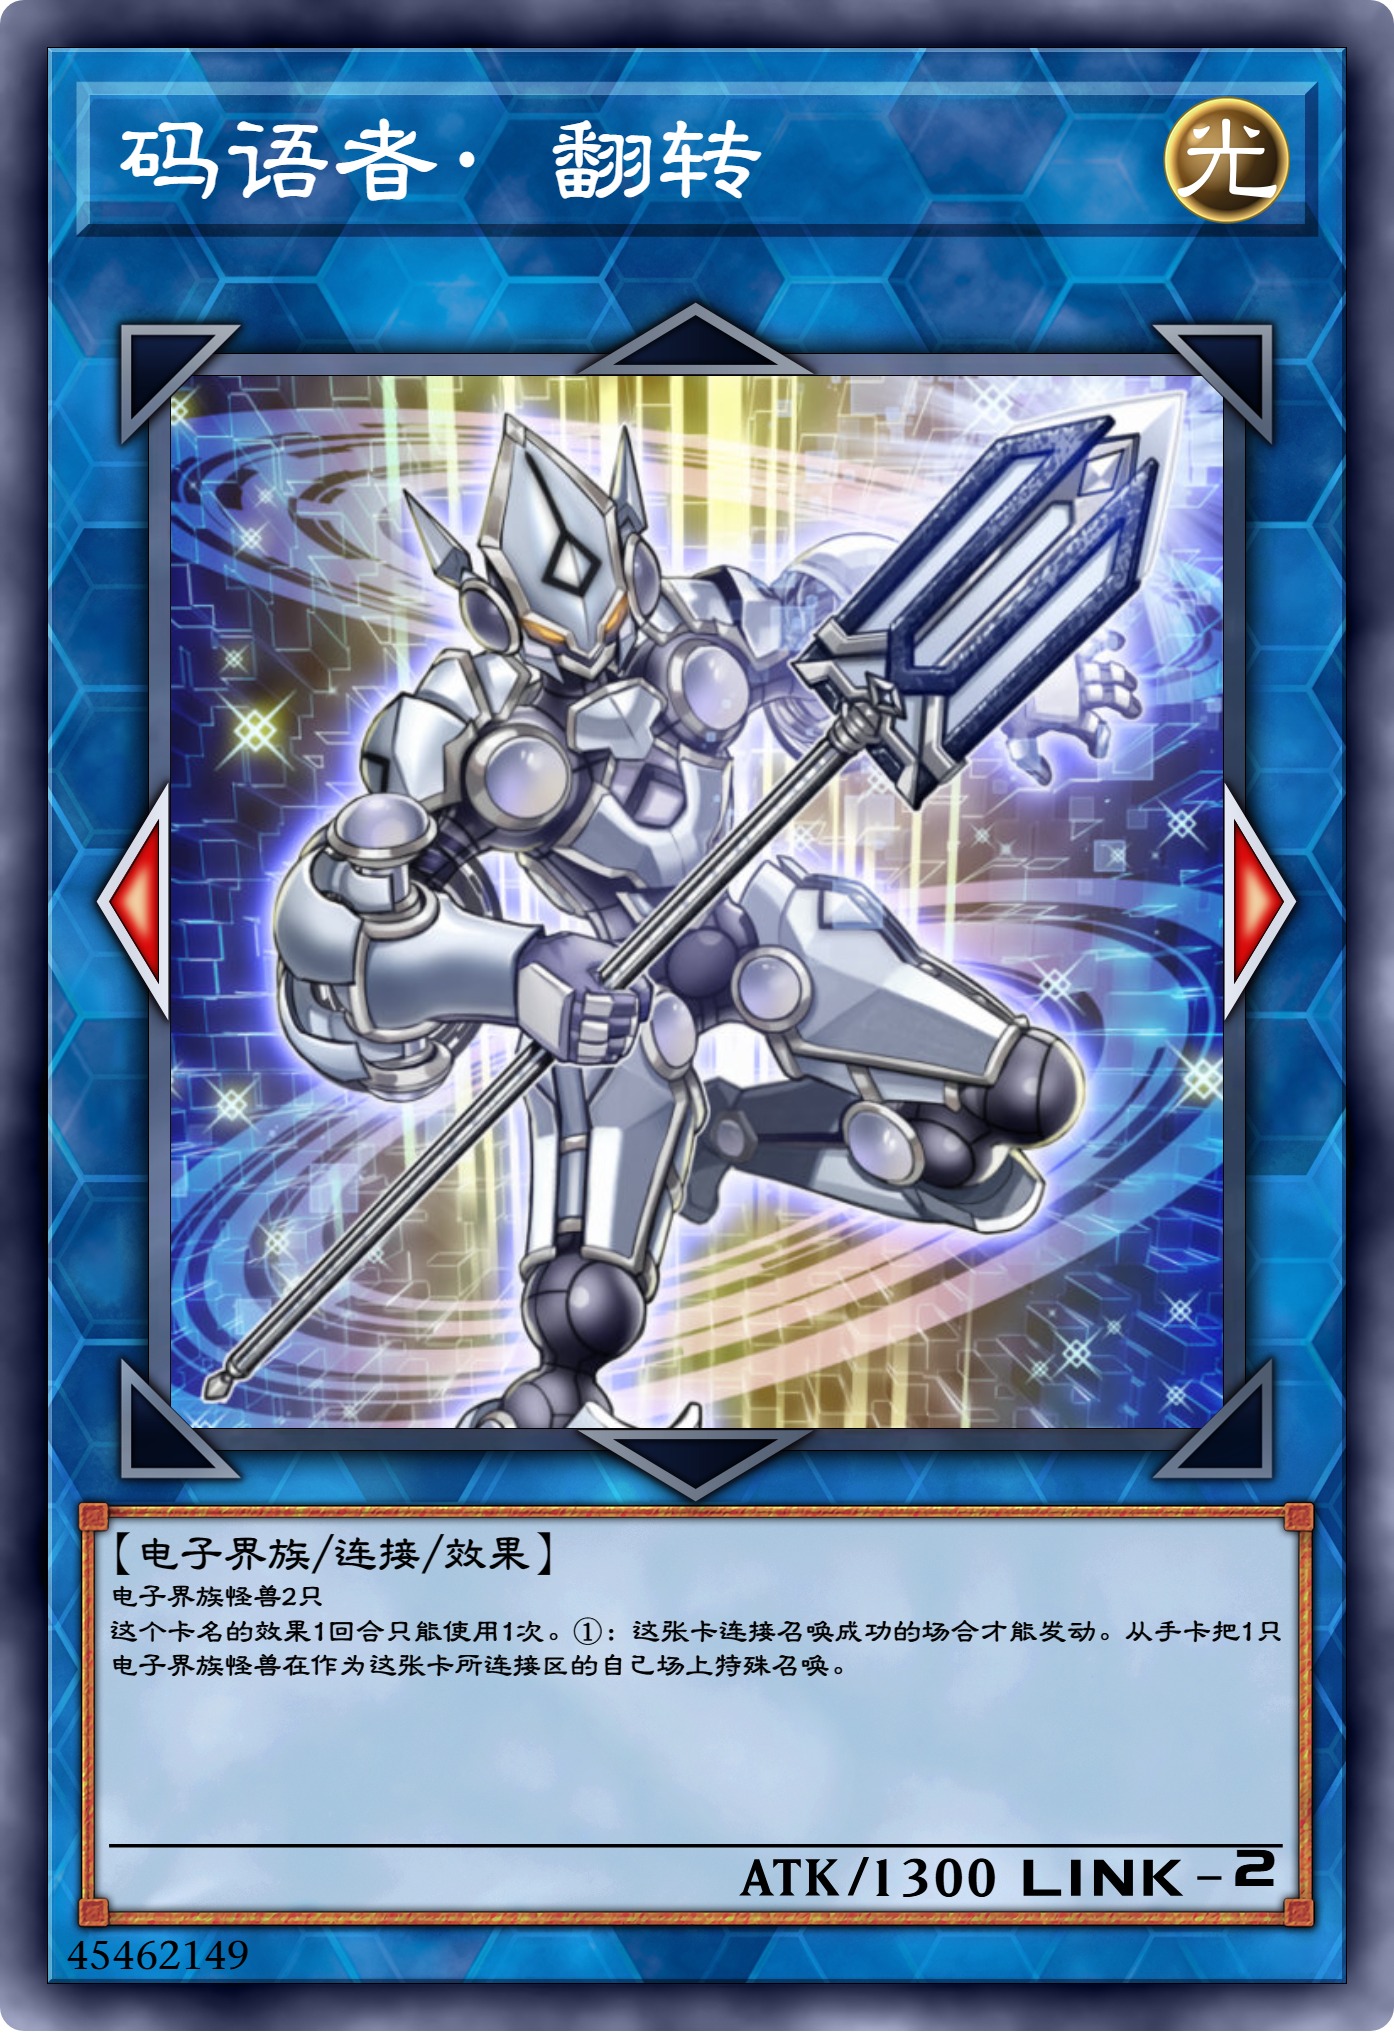 码语者·翻转
光
【电子界族/连接/效果】
电子界族怪兽2只
这个卡名的效果1回合只能使用1次。①：这张卡连接召唤成功的场合才能发动。从手卡把1只
电子界族怪兽在作为这张卡所连接区的自己场上特殊召唤。
ATK/1300 LINK-2
45462149